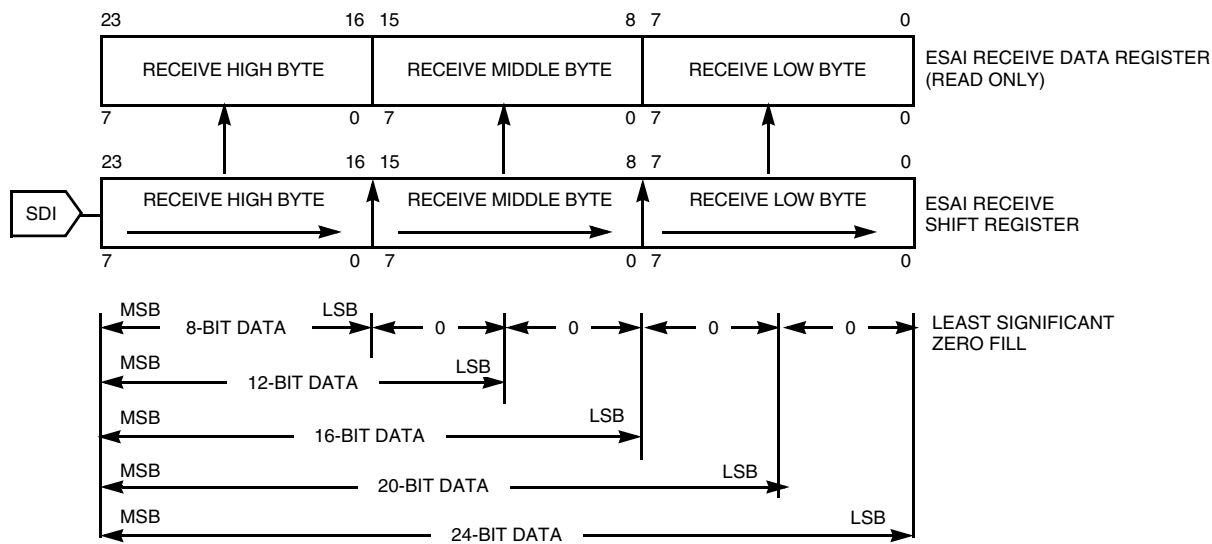 23 16 15 8 7 0
RECEIVE HIGH BYTE RECEIVE MIDDLE BYTE RECEIVE LOW BYTE
ESAI RECEIVE DATA REGISTER
(READ ONLY)
7 0 7 0 7 0
23 16 15 8 7 0
SDI
RECEIVE HIGH BYTE RECEIVE MIDDLE BYTE RECEIVE LOW BYTE
ESAI RECEIVE
SHIFT REGISTER
7 0 7 0 7 0
MSB LSB
8-BIT DATA 0 0 0 0
LEAST SIGNIFICANT
ZERO FILL
MSB LSB
12-BIT DATA
MSB LSB
16-BIT DATA
MSB LSB
20-BIT DATA
MSB LSB
24-BIT DATA